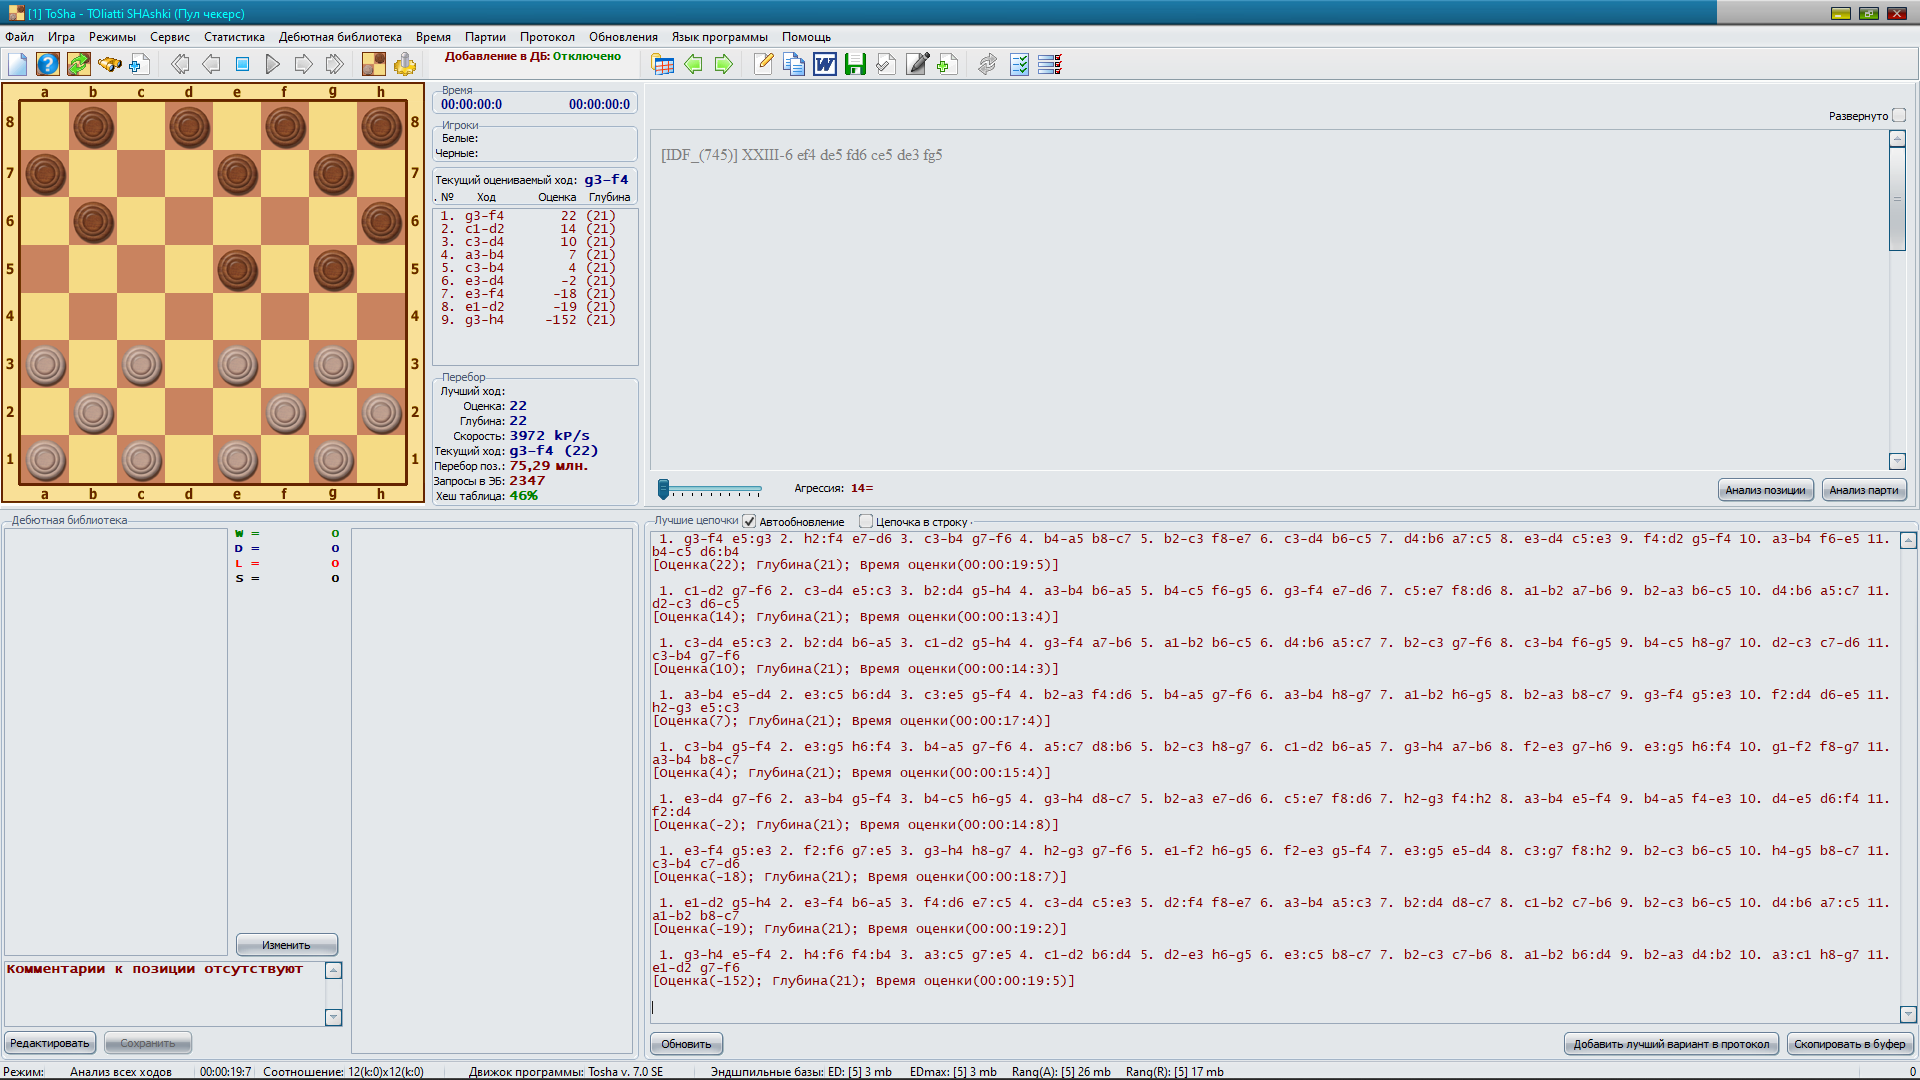 [1] ToSha - TOliatti SHAshki (Пул чекерс)
Файл Игра Режимы Сервис Статистика Дебютная библиотека Время Партии Протокол Обновления Язык программы Помощь
Добавление в ДБ: Отключено
a b c d e f g h
8 8
7 7
6 6
5 5
4 4
3 3
2 2
1 1
a b c d e f g h
Время
00:00:00:0 00:00:00:0
Игроки
Белые:
Черные:
Текущий оцениваемый ход: g3-f4
. № Ход Оценка Глубина
1. g3-f4 22 (21)
2. c1-d2 14 (21)
3. c3-d4 10 (21)
4. a3-b4 7 (21)
5. c3-b4 4 (21)
6. e3-d4 -2 (21)
7. e3-f4 -18 (21)
8. e1-d2 -19 (21)
9. g3-h4 -152 (21)
Перебор
Лучший ход:
Оценка: 22
Глубина: 22
Скорость: 3972 kP/s
Текущий ход: g3-f4 (22)
Перебор поз.: 75,29 млн.
Запросы в ЭБ: 2347
Хеш таблица: 46%
Развернуто
[IDF_(745)] XXIII-6 ef4 de5 fd6 ce5 de3 fg5
Агрессия: 14=
Анализ позиции Анализ парти
Дебютная библиотека
W = 0
D = 0
L = 0
S = 0
Изменить
Комментарии к позиции отсутствуют
Редактировать Сохранить
Лучшие цепочки Автообновление Цепочка в строку
1. g3-f4 e5:g3 2. h2:f4 e7-d6 3. c3-b4 g7-f6 4. b4-a5 b8-c7 5. b2-c3 f8-e7 6. c3-d4 b6-c5 7. d4:b6 a7:c5 8. e3-d4 c5:e3 9. f4:d2 g5-f4 10. a3-b4 f6-e5 11.
b4-c5 d6:b4
[Оценка(22); Глубина(21); Время оценки(00:00:19:5)]
1. c1-d2 g7-f6 2. c3-d4 e5:c3 3. b2:d4 g5-h4 4. a3-b4 b6-a5 5. b4-c5 f6-g5 6. g3-f4 e7-d6 7. c5:e7 f8:d6 8. a1-b2 a7-b6 9. b2-a3 b6-c5 10. d4:b6 a5:c7 11.
d2-c3 d6-c5
[Оценка(14); Глубина(21); Время оценки(00:00:13:4)]
1. c3-d4 e5:c3 2. b2:d4 b6-a5 3. c1-d2 g5-h4 4. g3-f4 a7-b6 5. a1-b2 b6-c5 6. d4:b6 a5:c7 7. b2-c3 g7-f6 8. c3-b4 f6-g5 9. b4-c5 h8-g7 10. d2-c3 c7-d6 11.
c3-b4 g7-f6
[Оценка(10); Глубина(21); Время оценки(00:00:14:3)]
1. a3-b4 e5-d4 2. e3:c5 b6:d4 3. c3:e5 g5-f4 4. b2-a3 f4:d6 5. b4-a5 g7-f6 6. a3-b4 h8-g7 7. a1-b2 h6-g5 8. b2-a3 b8-c7 9. g3-f4 g5:e3 10. f2:d4 d6-e5 11.
h2-g3 e5:c3
[Оценка(7); Глубина(21); Время оценки(00:00:17:4)]
1. c3-b4 g5-f4 2. e3:g5 h6:f4 3. b4-a5 g7-f6 4. a5:c7 d8:b6 5. b2-c3 h8-g7 6. c1-d2 b6-a5 7. g3-h4 a7-b6 8. f2-e3 g7-h6 9. e3:g5 h6:f4 10. g1-f2 f8-g7 11.
a3-b4 b8-c7
[Оценка(4); Глубина(21); Время оценки(00:00:15:4)]
1. e3-d4 g7-f6 2. a3-b4 g5-f4 3. b4-c5 h6-g5 4. g3-h4 d8-c7 5. b2-a3 e7-d6 6. c5:e7 f8:d6 7. h2-g3 f4:h2 8. a3-b4 e5-f4 9. b4-a5 f4-e3 10. d4-e5 d6:f4 11.
f2:d4
[Оценка(-2); Глубина(21); Время оценки(00:00:14:8)]
1. e3-f4 g5:e3 2. f2:f6 g7:e5 3. g3-h4 h8-g7 4. h2-g3 g7-f6 5. e1-f2 h6-g5 6. f2-e3 g5-f4 7. e3:g5 e5-d4 8. c3:g7 f8:h2 9. b2-c3 b6-c5 10. h4-g5 b8-c7 11.
c3-b4 c7-d6
[Оценка(-18); Глубина(21); Время оценки(00:00:18:7)]
1. e1-d2 g5-h4 2. e3-f4 b6-a5 3. f4:d6 e7:c5 4. c3-d4 c5:e3 5. d2:f4 f8-e7 6. a3-b4 a5:c3 7. b2:d4 d8-c7 8. c1-b2 c7-b6 9. b2-c3 b6-c5 10. d4:b6 a7:c5 11.
a1-b2 b8-c7
[Оценка(-19); Глубина(21); Время оценки(00:00:19:2)]
1. g3-h4 e5-f4 2. h4:f6 f4:b4 3. a3:c5 g7:e5 4. c1-d2 b6:d4 5. d2-e3 h6-g5 6. e3:c5 b8-c7 7. b2-c3 c7-b6 8. a1-b2 b6:d4 9. b2-a3 d4:b2 10. a3:c1 h8-g7 11.
e1-d2 g7-f6
[Оценка(-152); Глубина(21); Время оценки(00:00:19:5)]
Обновить Добавить лучший вариант в протокол Скопировать в буфер
Режим: Анализ всех ходов 00:00:19:7 Соотношение: 12(k:0)x12(k:0) Движок программы: Tosha v. 7.0 SE Эндшпильные базы: ED: [5] 3 mb EDmax: [5] 3 mb Rang(A): [5] 26 mb Rang(R): [5] 17 mb 0